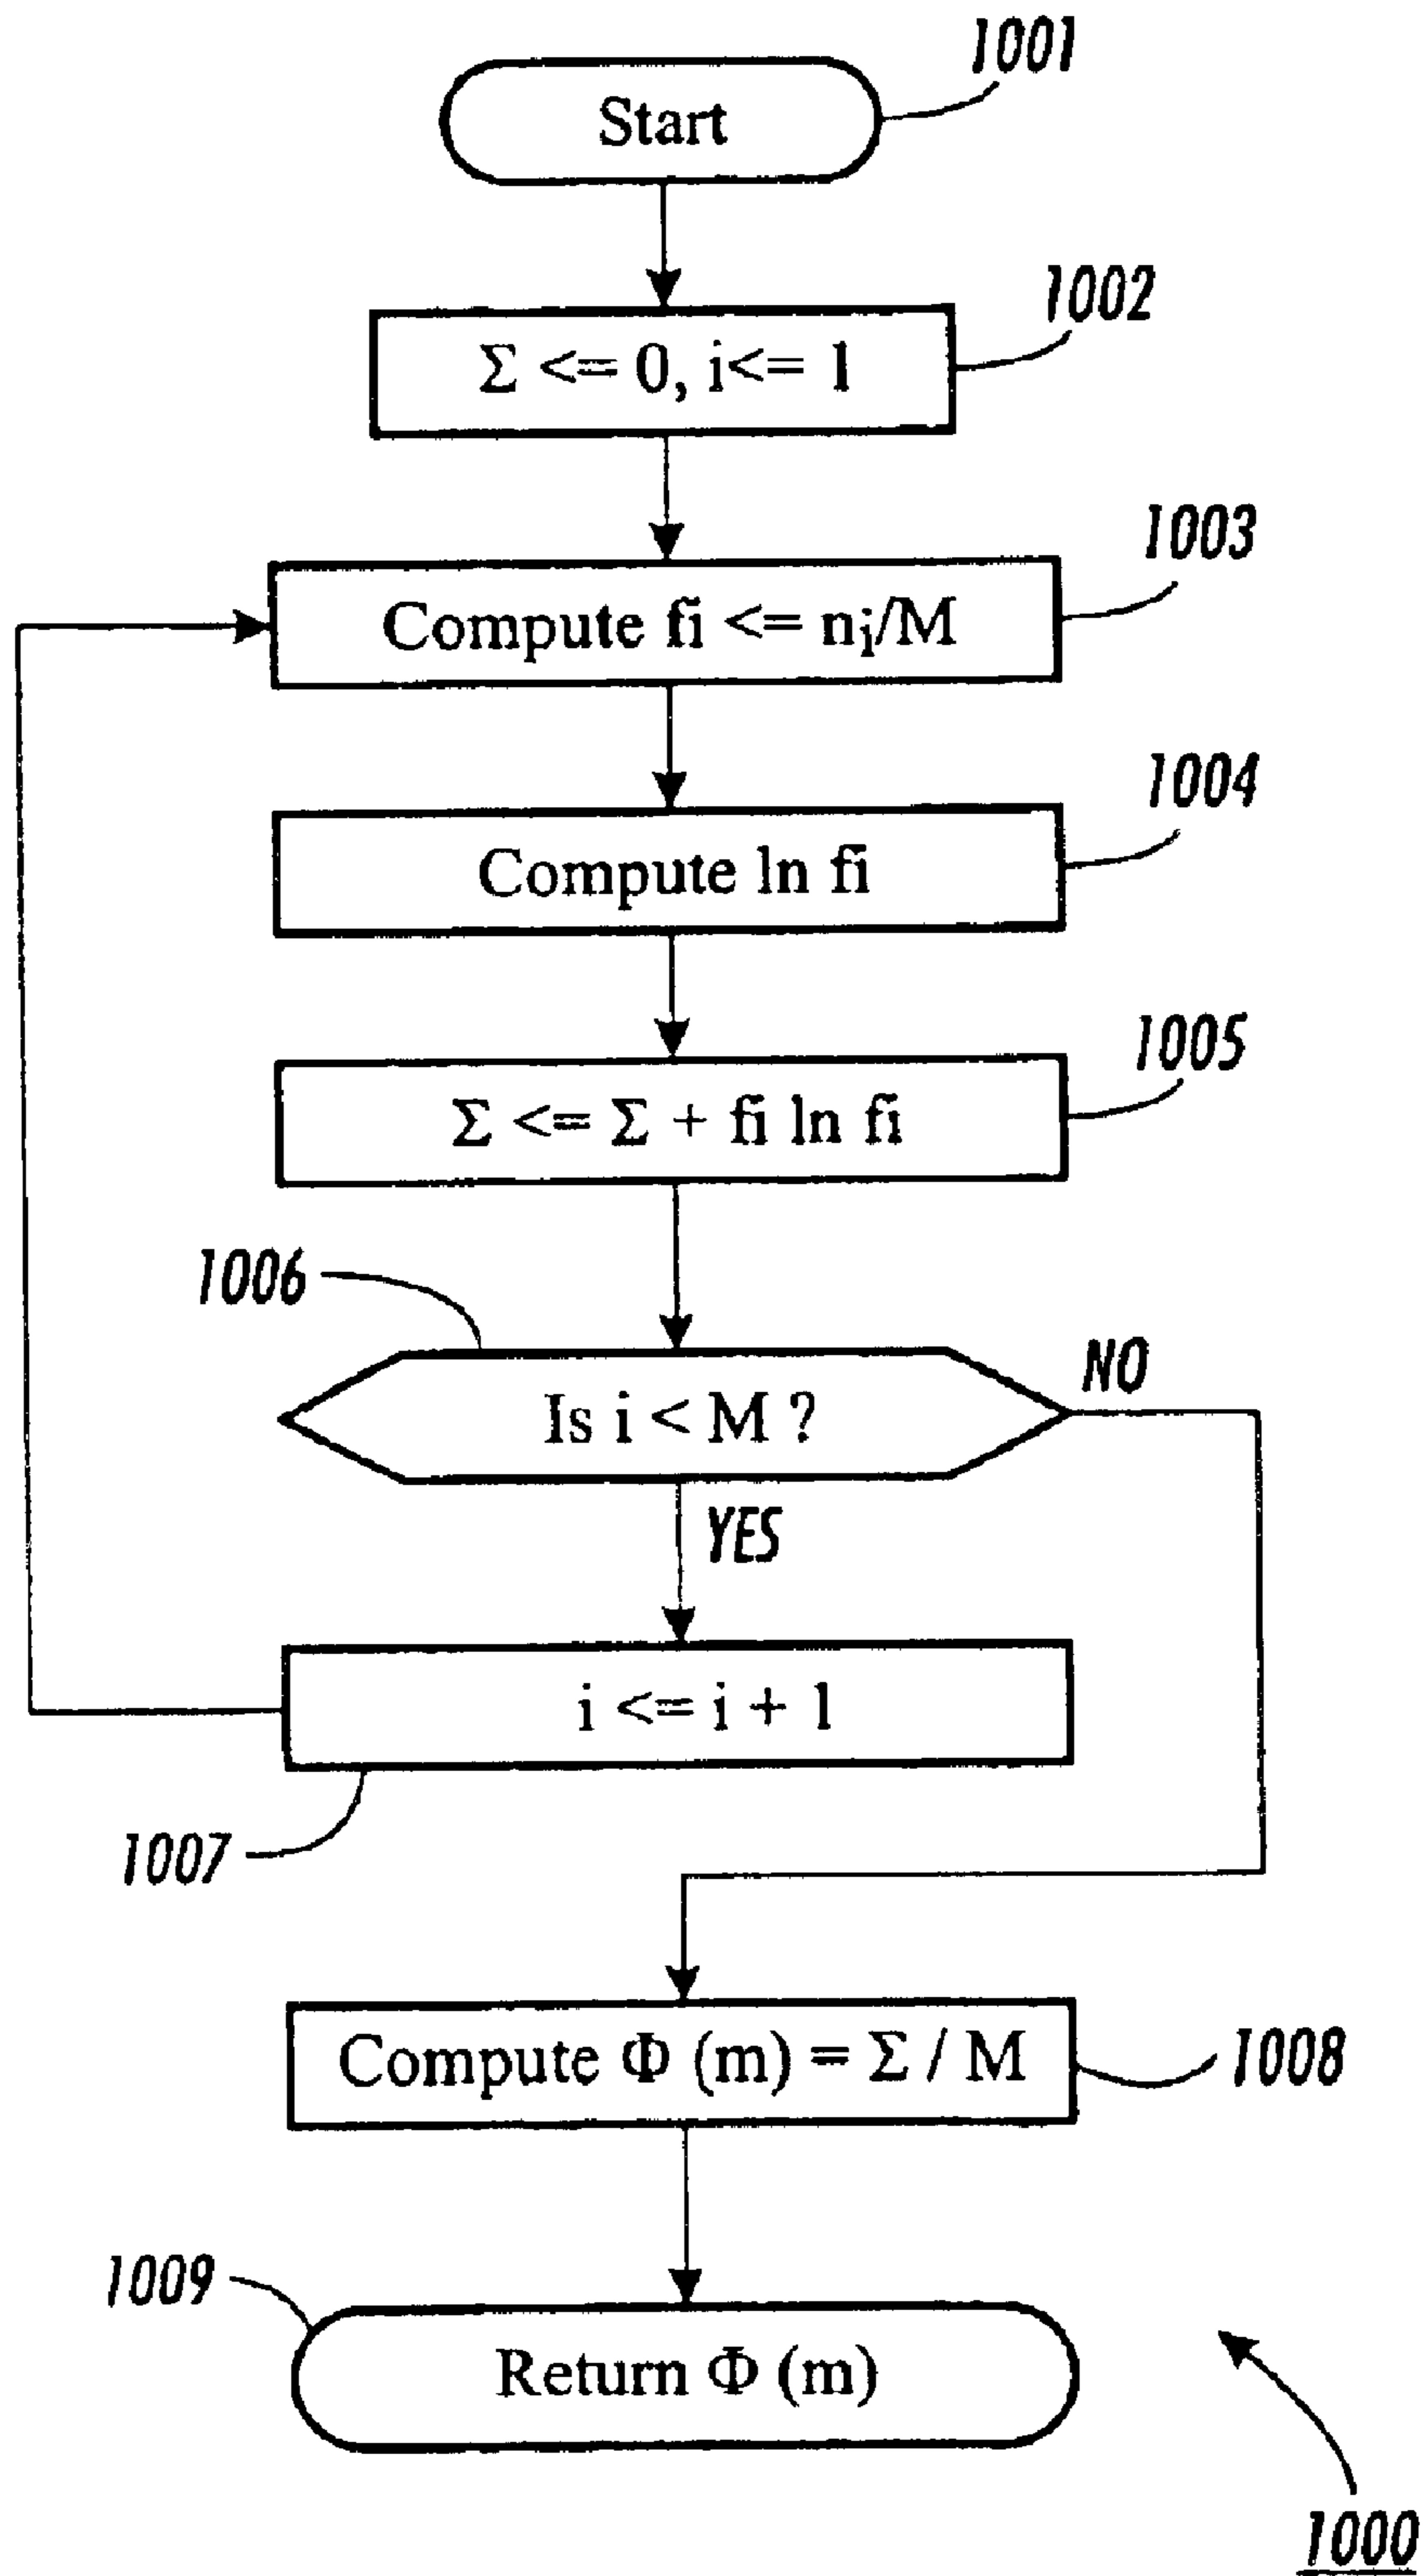 1001
Start
1002
Σ <= 0, i<= 1
1003
Compute fi <= ni/M
1004
Compute ln fi
1005
Σ <= Σ + fi ln fi
1006
Is i < M ?
NO
YES
i <= i + 1
1007
Compute Φ (m) = Σ / M
1008
1009
Return Φ (m)
1000